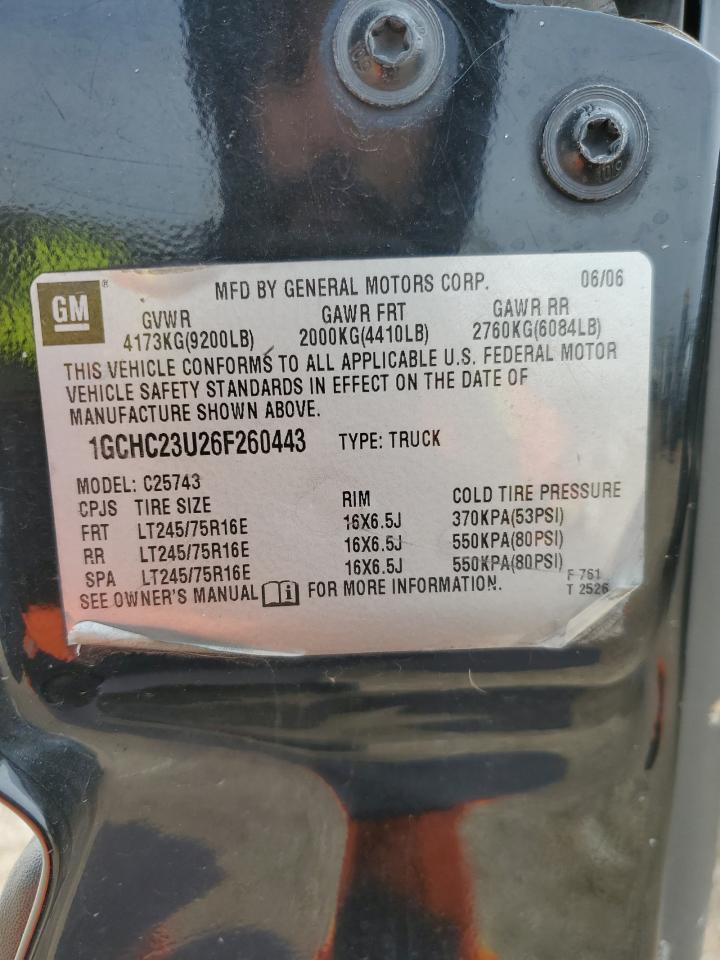 GM ®
MFD BY GENERAL MOTORS CORP. 06/06
GVWR GAWR FRT GAWR RR
4173KG(9200LB) 2000KG(4410LB) 2760KG(6084LB)
THIS VEHICLE CONFORMS TO ALL APPLICABLE U.S. FEDERAL MOTOR
VEHICLE SAFETY STANDARDS IN EFFECT ON THE DATE OF
MANUFACTURE SHOWN ABOVE.
1GCHC23U26F260443 TYPE: TRUCK
MODEL: C25743
CPJS TIRE SIZE RIM COLD TIRE PRESSURE
FRT LT245/75R16E 16X6.5J 370KPA(53PSI)
RR LT245/75R16E 16X6.5J 550KPA(80PSI)
SPA LT245/75R16E 16X6.5J 550KPA(80PSI)
SEE OWNER'S MANUAL FOR MORE INFORMATION.
F 761
T 2526